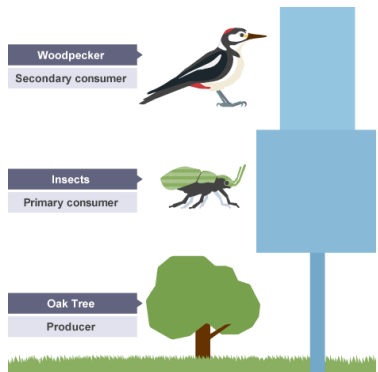 Woodpecker
Secondary consumer
Insects
Primary consumer
Oak Tree
Producer